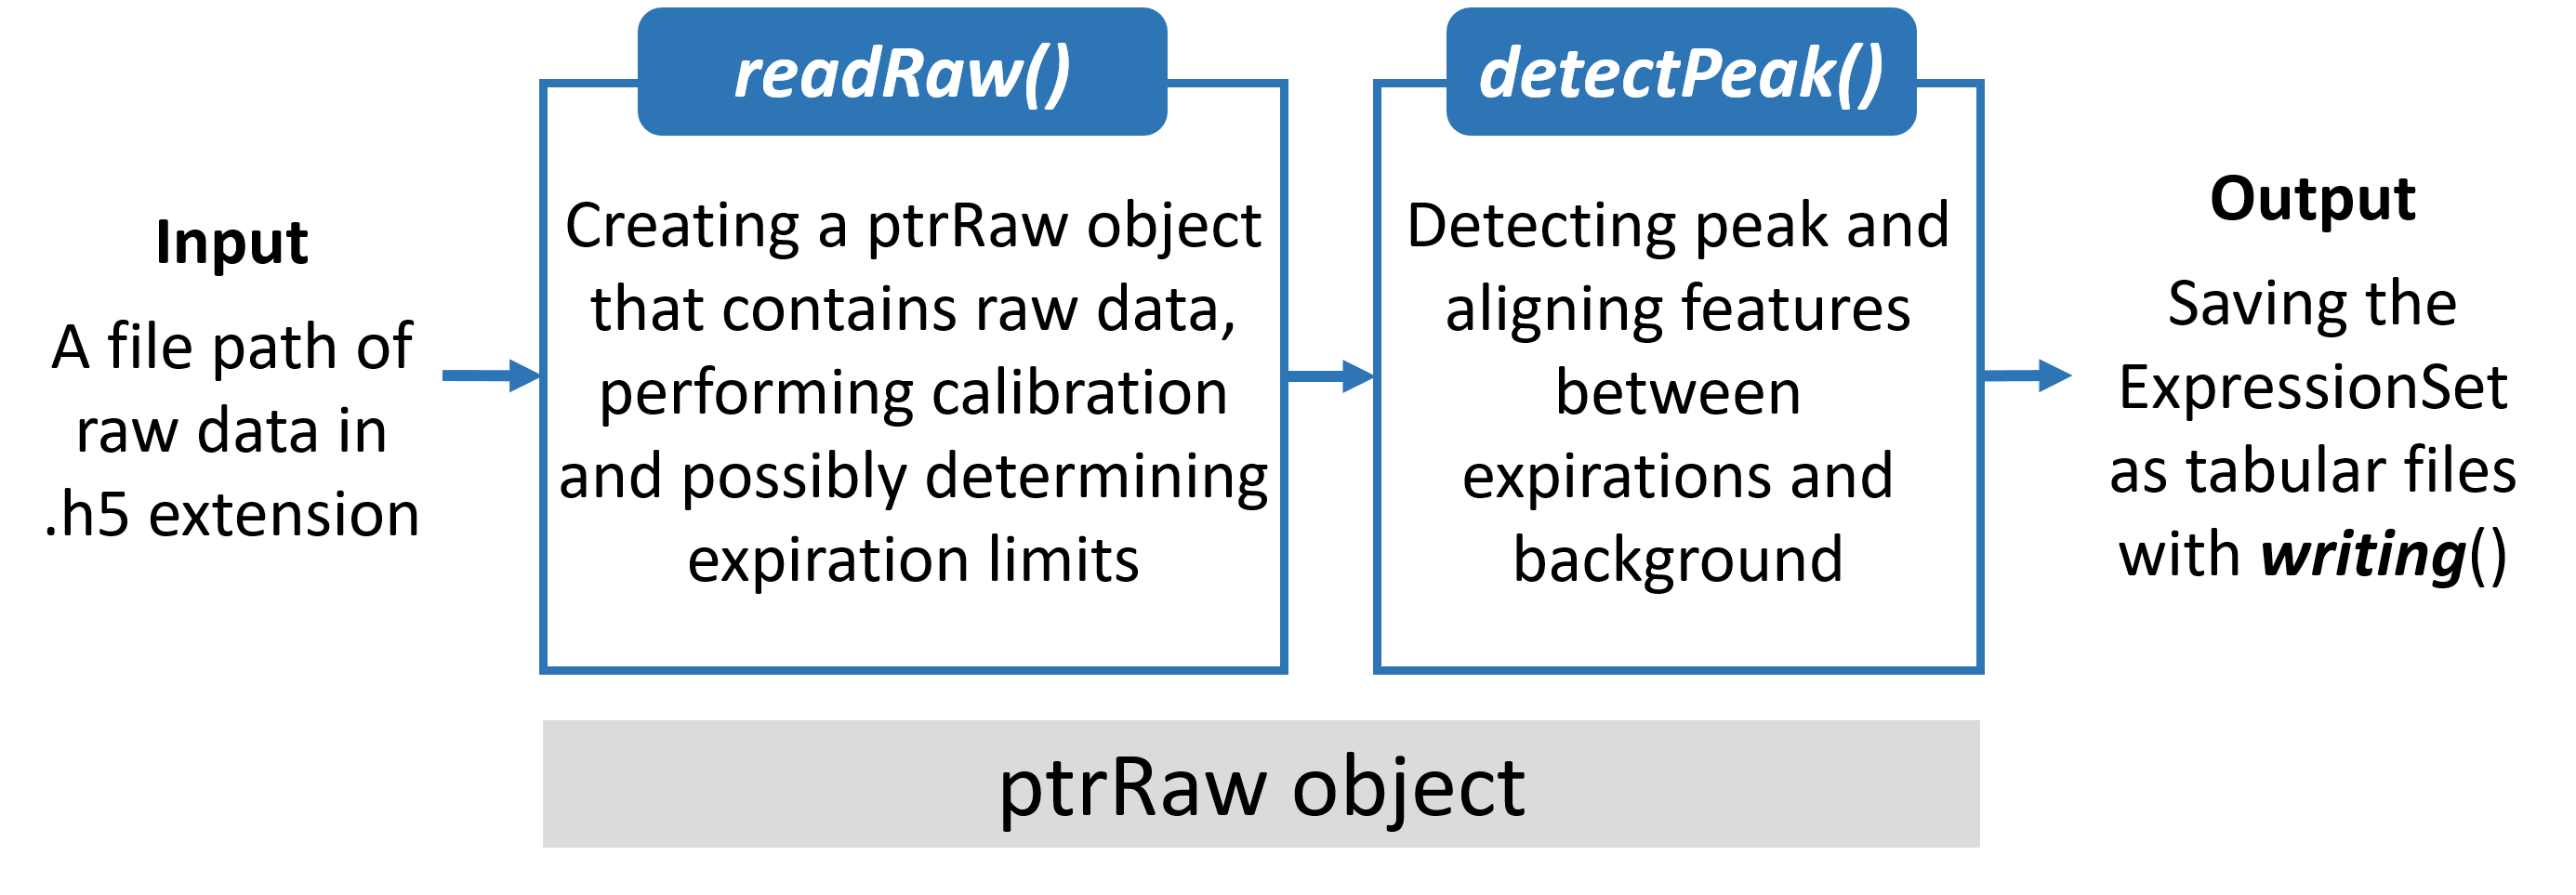 Input
A file path of
raw data in
.h5 extension
readRaw()
Creating a ptrRaw object
that contains raw data,
performing calibration
and possibly determining
expiration limits
detectPeak()
Detecting peak and
aligning features
between
expirations and
background
Output
Saving the
ExpressionSet
as tabular files
with writing()
ptrRaw object